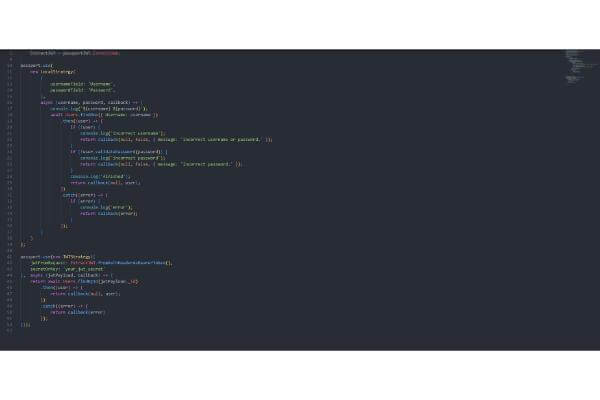 passport.use(
new LocalStrategy(
{
usernameField: 'Username',
passwordField: 'Password',
},
async (username, password, callback) => {
console.log(`${username} ${password}`);
await Users.findOne({ Username: username })
.then((user) => {
if (!user) {
console.log('incorrect username');
return callback(null, false, { message: 'Incorrect username or password.' });
}
if (!user.validatePassword(password)) {
console.log('incorrect password');
return callback(null, false, { message: 'Incorrect password.' });
}
console.log('finished');
return callback(null, user);
})
.catch((error) => {
if (error) {
console.log(error);
return callback(error);
}
});
}
)
);
passport.use(new JWTStrategy({
jwtFromRequest: ExtractJWT.fromAuthHeaderAsBearerToken(),
secretOrKey: 'your_jwt_secret'
}, async (jwtPayload, callback) => {
return await Users.findById(jwtPayload._id)
.then((user) => {
return callback(null, user);
})
.catch((error) => {
return callback(error)
});
}));